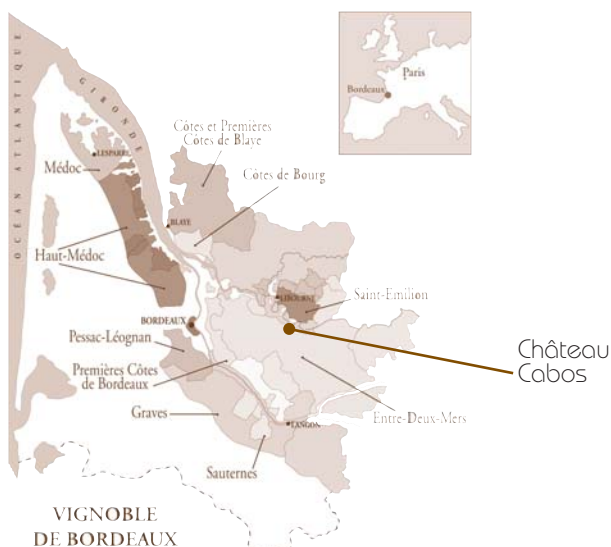 OCÉAN ATLANTIQUE
GIRONDE
Paris
Bordeaux
Côtes et Premières
Côtes de Blaye
LESPARRE
Médoc
Côtes de Bourg
BLAYE
Haut-Médoc
Saint-Emilion
LIBOURNE
BORDEAUX
Pessac-Léognan
Château
Cabos
Premières Côtes
de Bordeaux
Graves
Entre-Deux-Mers
LANGON
Sauternes
VIGNOBLE
DE BORDEAUX